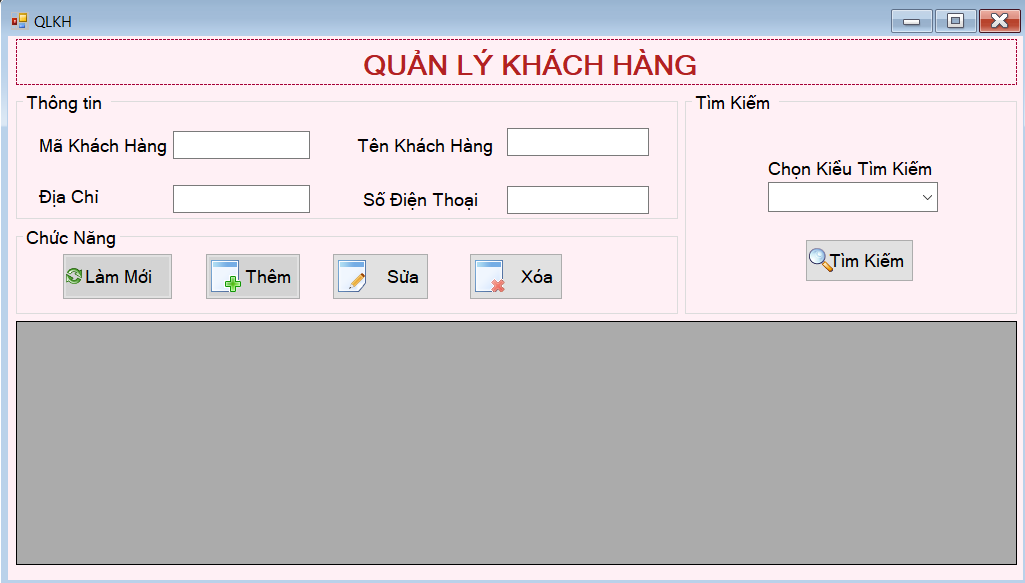 QLKH
QUẢN LÝ KHÁCH HÀNG
Thông tin
Mã Khách Hàng
Tên Khách Hàng
Địa Chỉ
Số Điện Thoại
Chức Năng
Làm Mới
Thêm
Sửa
Xóa
Tìm Kiếm
Chọn Kiểu Tìm Kiếm
Tìm Kiếm